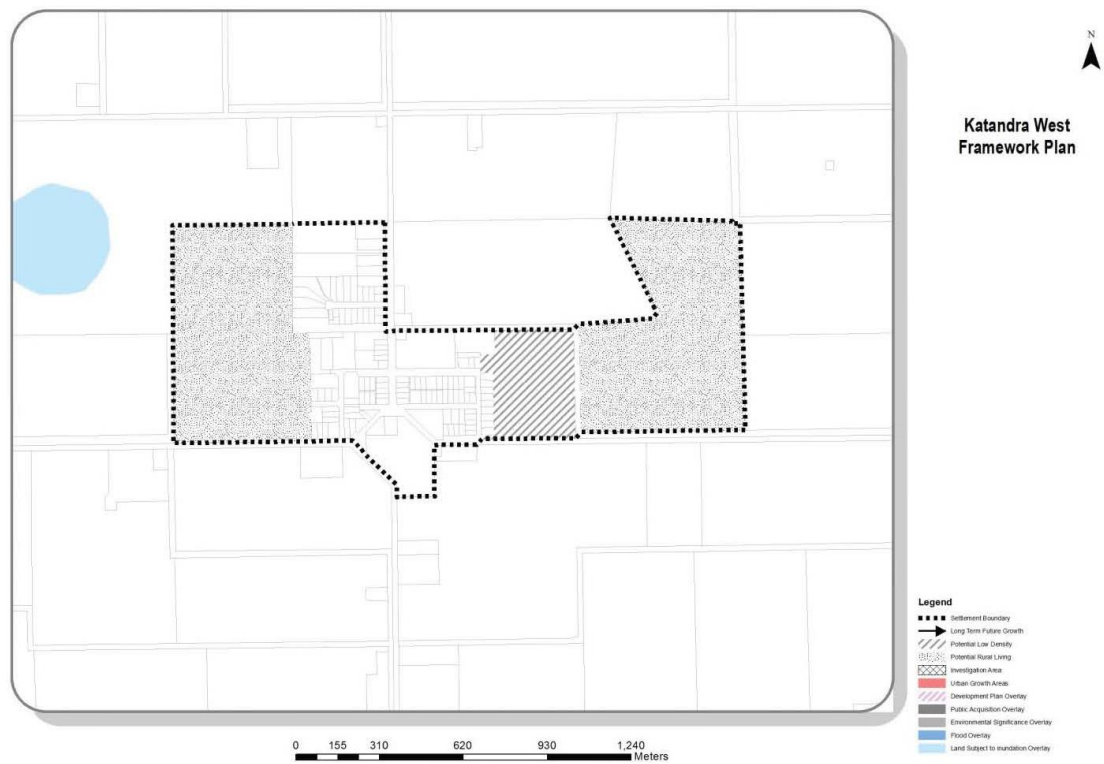 N
Katandra West
Framework Plan
Legend
Settlement Boundary
Long Term Future Growth
Potential Low Density
Potential Rural Living
Investigation Area
Urban Growth Areas
Development Plan Overlay
Public Acquisition Overlay
Environmental Significance Overlay
Flood Overlay
Land Subject to Inundation Overlay
0 155 310 620 930 1,240
Meters